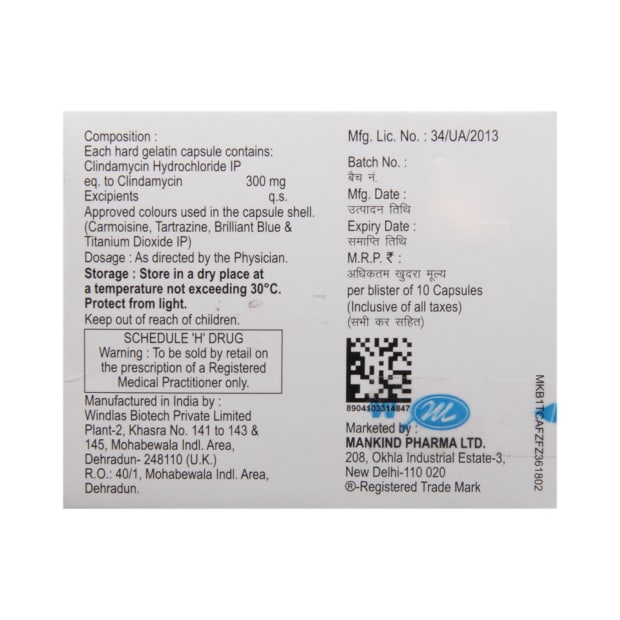 Composition :
Each hard gelatin capsule contains:
Clindamycin Hydrochloride IP
eq. to Clindamycin 300 mg
Excipients q.s.
Approved colours used in the capsule shell.
(Carmoisine, Tartrazine, Brilliant Blue &
Titanium Dioxide IP)
Dosage : As directed by the Physician.
Storage : Store in a dry place at
a temperature not exceeding 30°C.
Protect from light.
Keep out of reach of children.
SCHEDULE 'H' DRUG
Warning : To be sold by retail on
the prescription of a Registered
Medical Practitioner only.
Manufactured in India by :
Windlas Biotech Private Limited
Plant-2, Khasra No. 141 to 143 &
145, Mohabewala Indl. Area,
Dehradun- 248110 (U.K.)
R.O.: 40/1, Mohabewala Indl. Area,
Dehradun.
Mfg. Lic. No. : 34/UA/2013
Batch No. :
बैच नं.
Mfg. Date :
उत्पादन तिथि
Expiry Date :
समाप्ति तिथि
M.R.P. ₹ :
अधिकतम खुदरा मूल्य
per blister of 10 Capsules
(Inclusive of all taxes)
(सभी कर सहित)
8904103314847
Marketed by :
MANKIND PHARMA LTD.
208, Okhla Industrial Estate-3,
New Delhi-110 020
®-Registered Trade Mark
MKB1TCAFZFZ361802